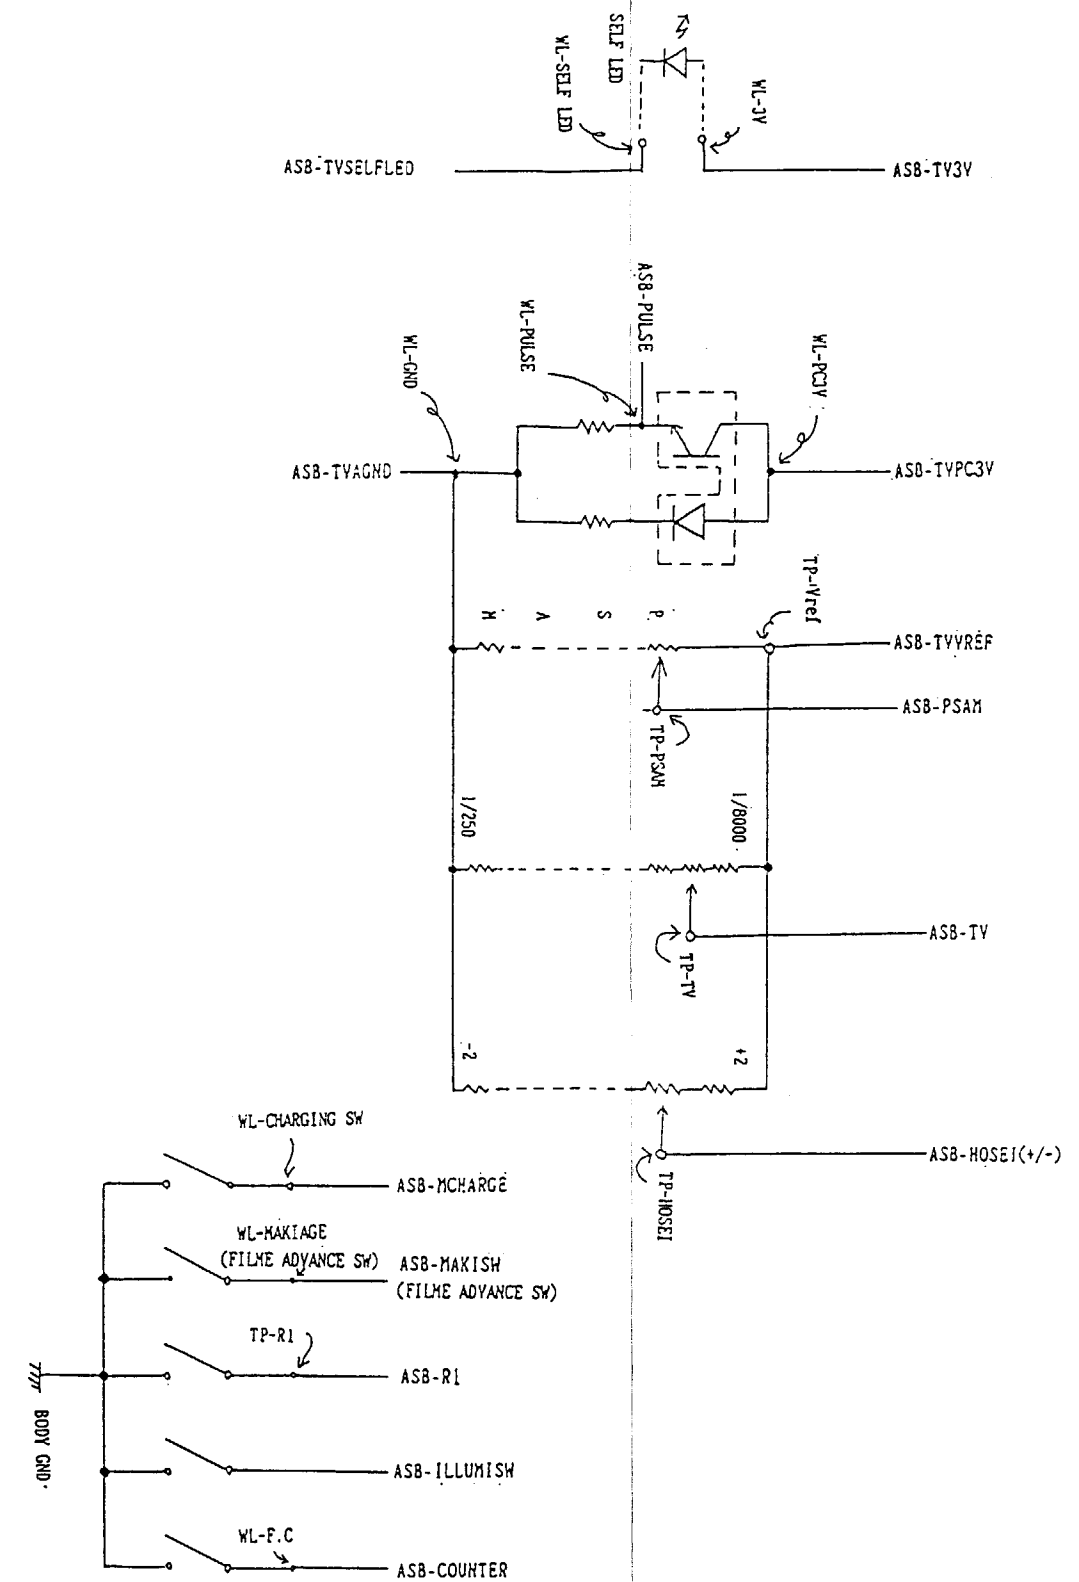 SELF LED
WL-SELF LED
WL-3V
ASB-TVSELFLED
ASB-TV3V
ASB-PULSE
WL-PULSE
WL-GND
WL-PC3V
ASB-TVAGND
ASB-TVPC3V
TP-Vref
M A S P
ASB-TVVREF
ASB-PSAM
TP-PSAM
1/250
1/8000
ASB-TV
TP-TV
-2
+2
WL-CHARGING SW
ASB-HOSEI(+/-)
TP-HOSEI
ASB-MCHARGE
WL-MAKIAGE
(FILME ADVANCE SW)
ASB-MAKISW
(FILME ADVANCE SW)
TP-R1
ASB-R1
BODY GND
ASB-ILLUMISW
WL-F.C
ASB-COUNTER